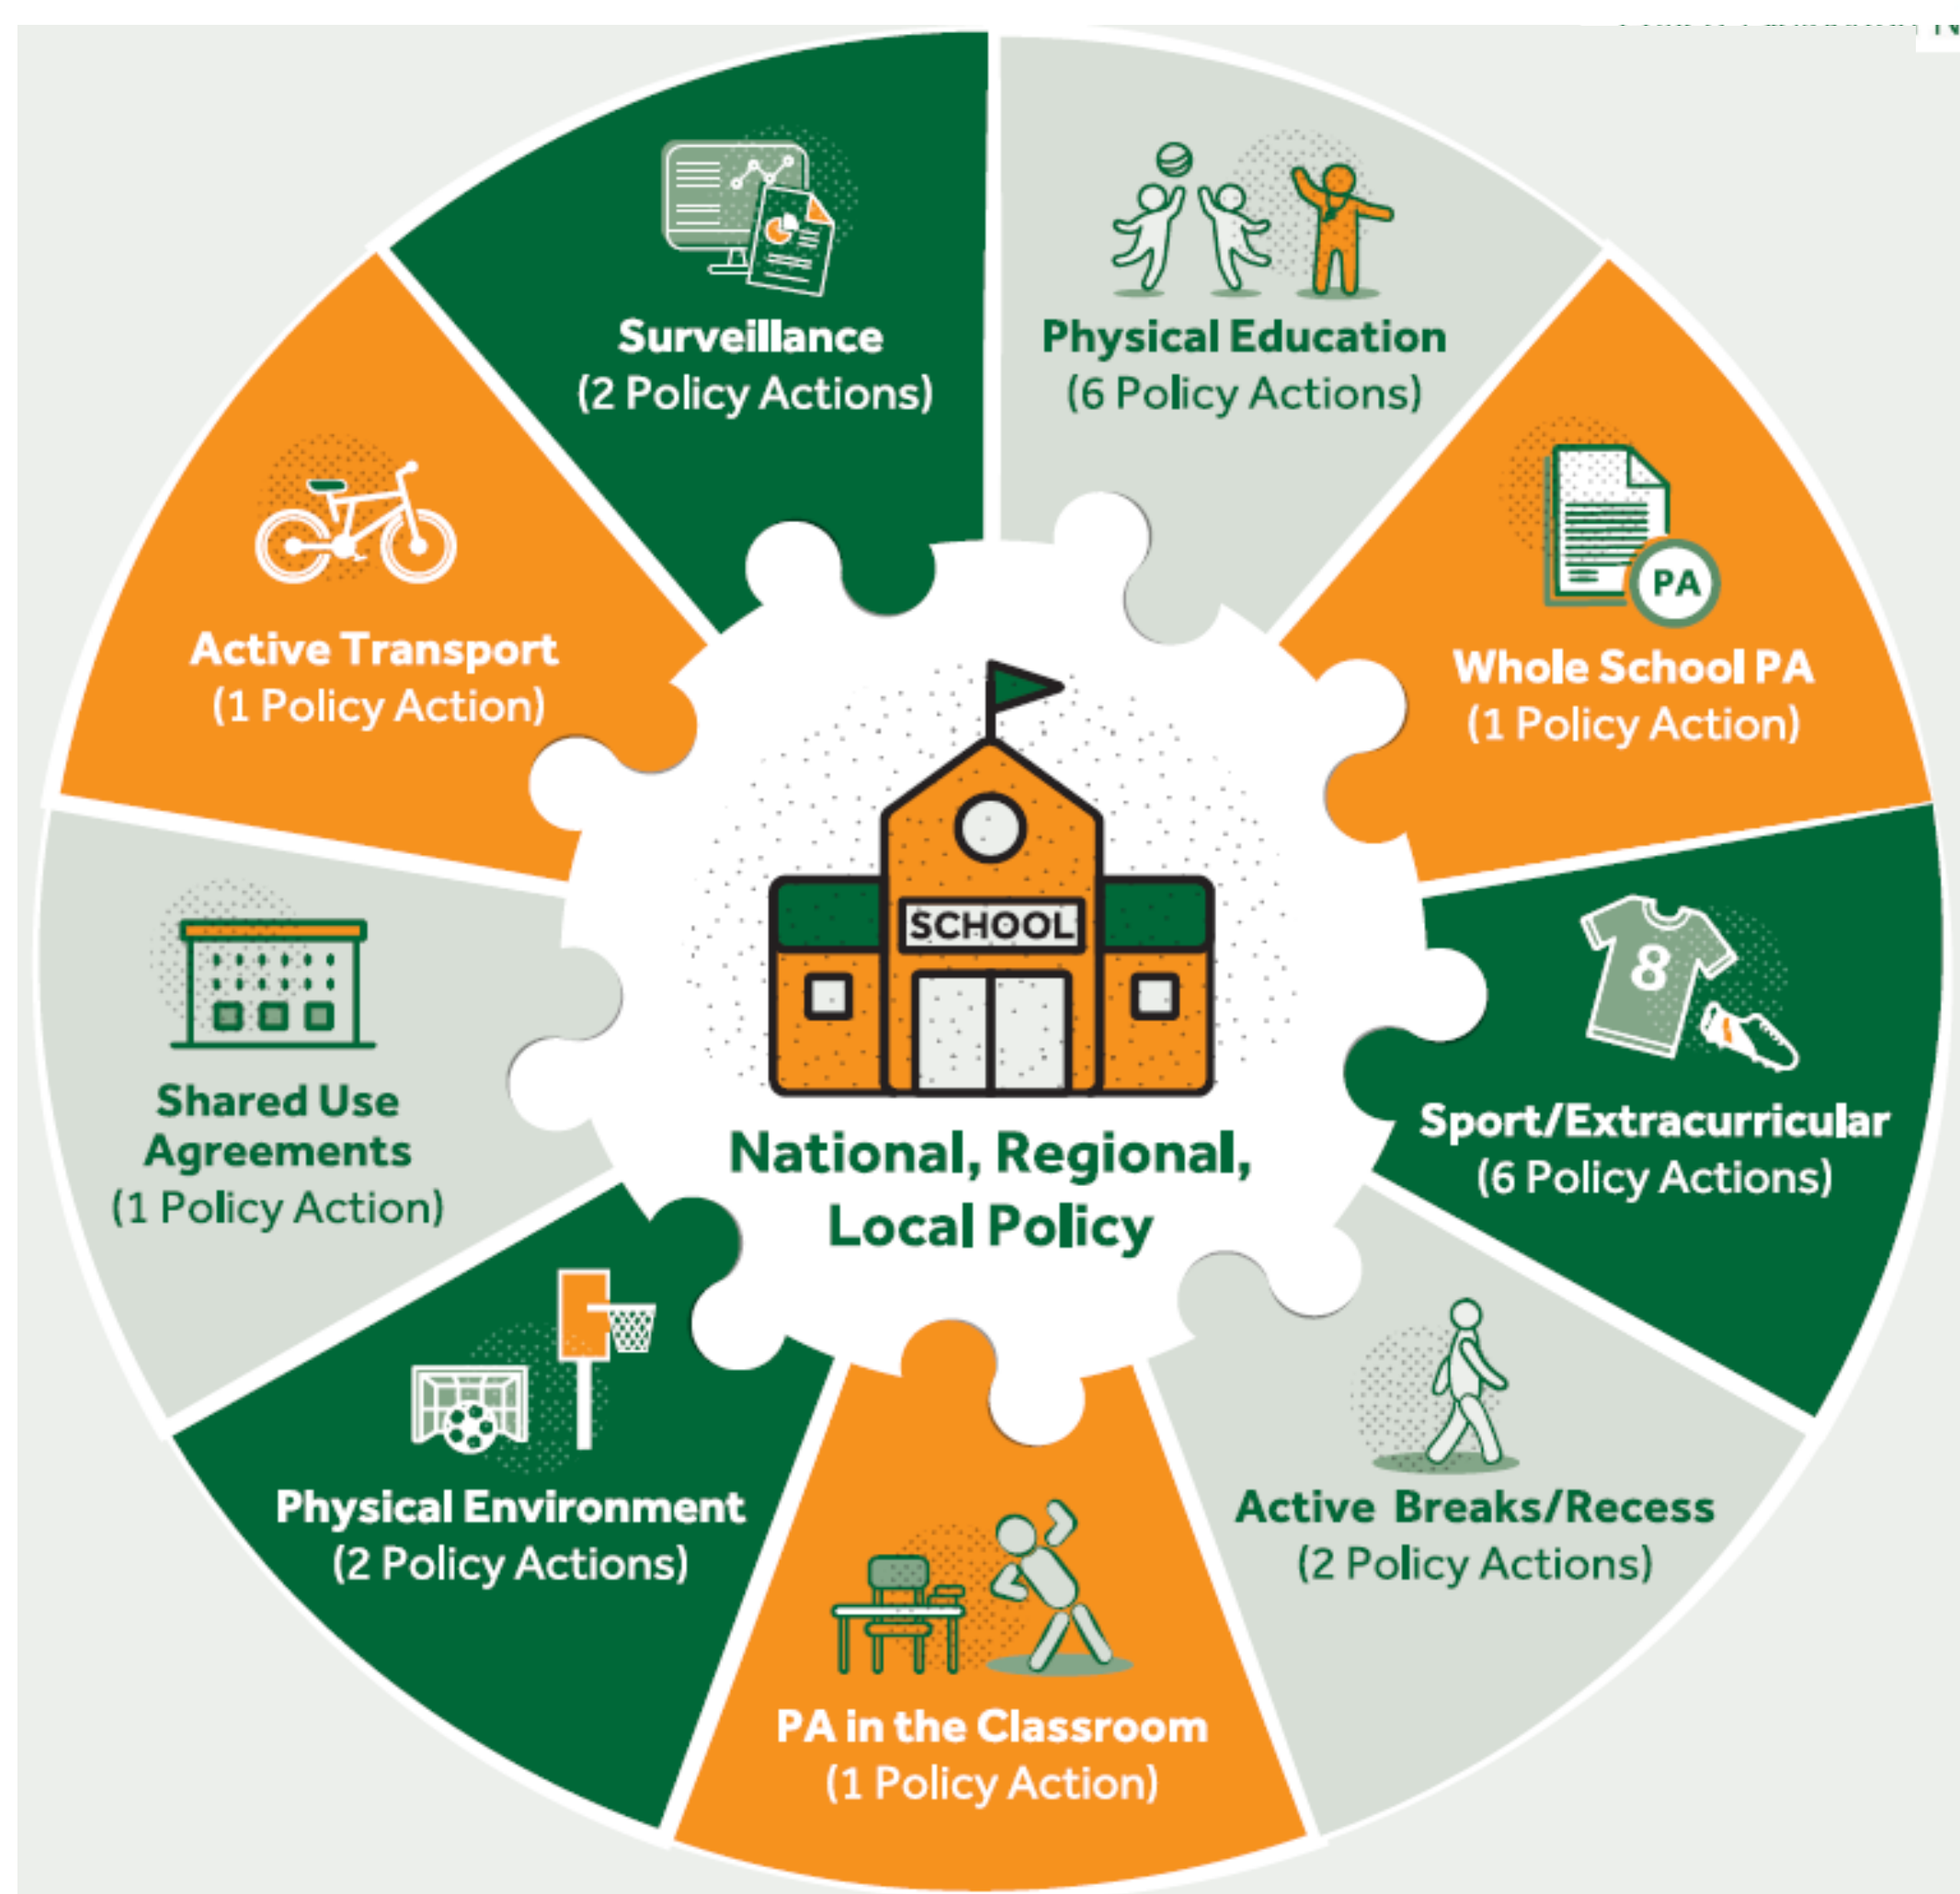 Surveillance
(2 Policy Actions)
Physical Education
(6 Policy Actions)
PA
Whole School PA
(1 Policy Action)
8
Sport/Extracurricular
(6 Policy Actions)
Active Breaks/Recess
(2 Policy Actions)
PA in the Classroom
(1 Policy Action)
Physical Environment
(2 Policy Actions)
Shared Use
Agreements
(1 Policy Action)
Active Transport
(1 Policy Action)
SCHOOL
National, Regional,
Local Policy